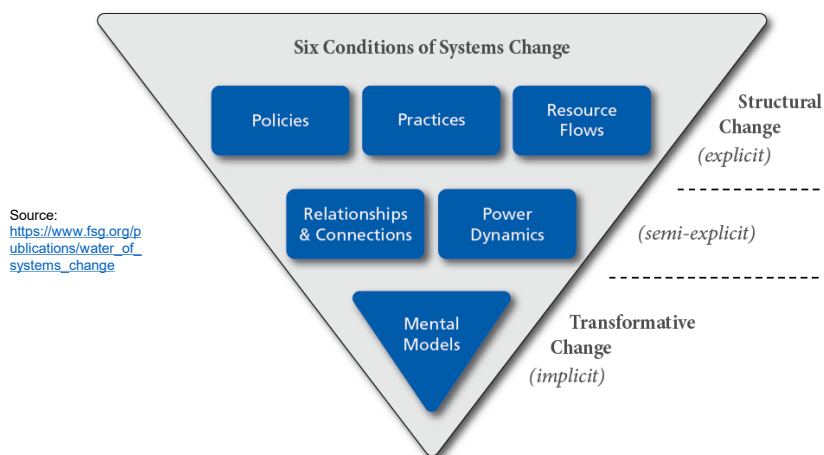 Six Conditions of Systems Change
Policies
Practices
Resource
Flows
Structural
Change
(explicit)
Relationships
& Connections
Power
Dynamics
(semi-explicit)
Source:
https://www.fsg.org/p
ublications/water_of_
systems_change
Mental
Models
Transformative
Change
(implicit)